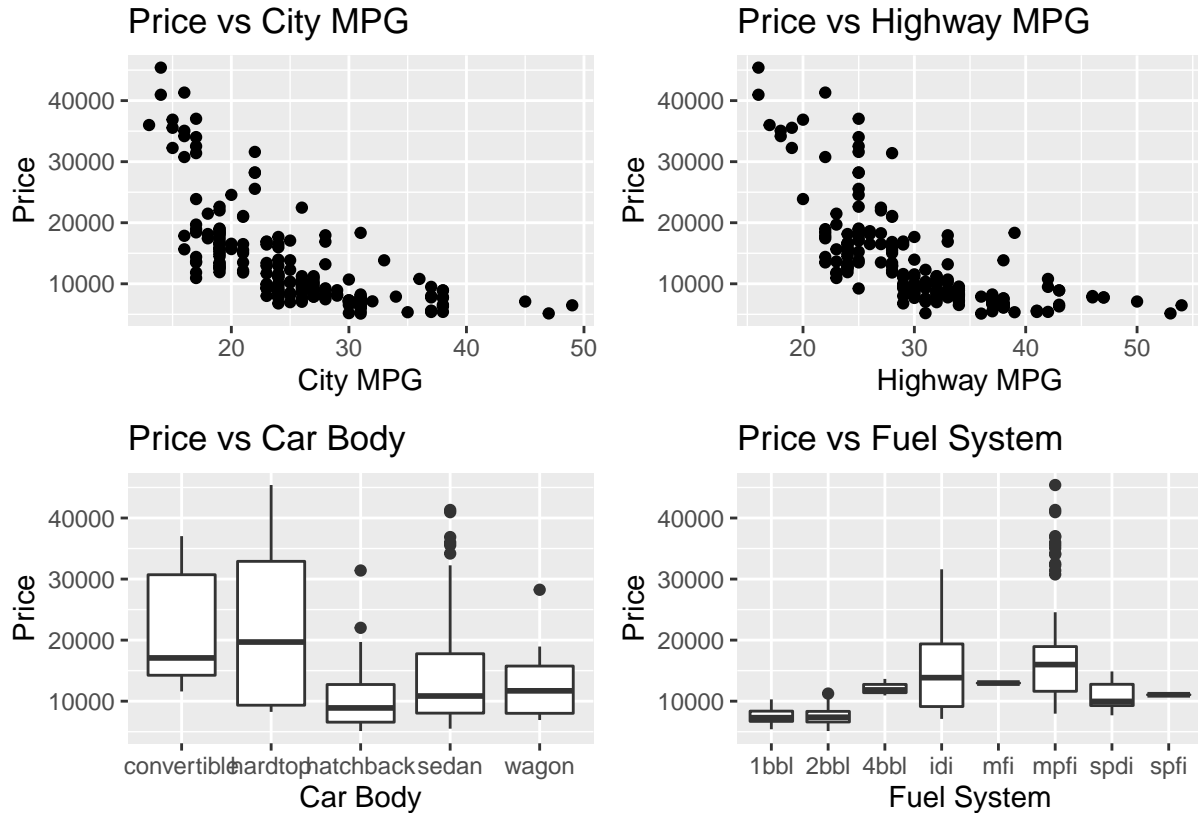 Price vs City MPG
Price
40000
30000
20000
10000
20 30 40 50
City MPG
Price vs Highway MPG
Price
40000
30000
20000
10000
20 30 40 50
Highway MPG
Price vs Car Body
Price
40000
30000
20000
10000
convertible hardtop hatchback sedan wagon
Car Body
Price vs Fuel System
Price
40000
30000
20000
10000
1bbl 2bbl 4bbl idi mfi mpfi spdi spfi
Fuel System